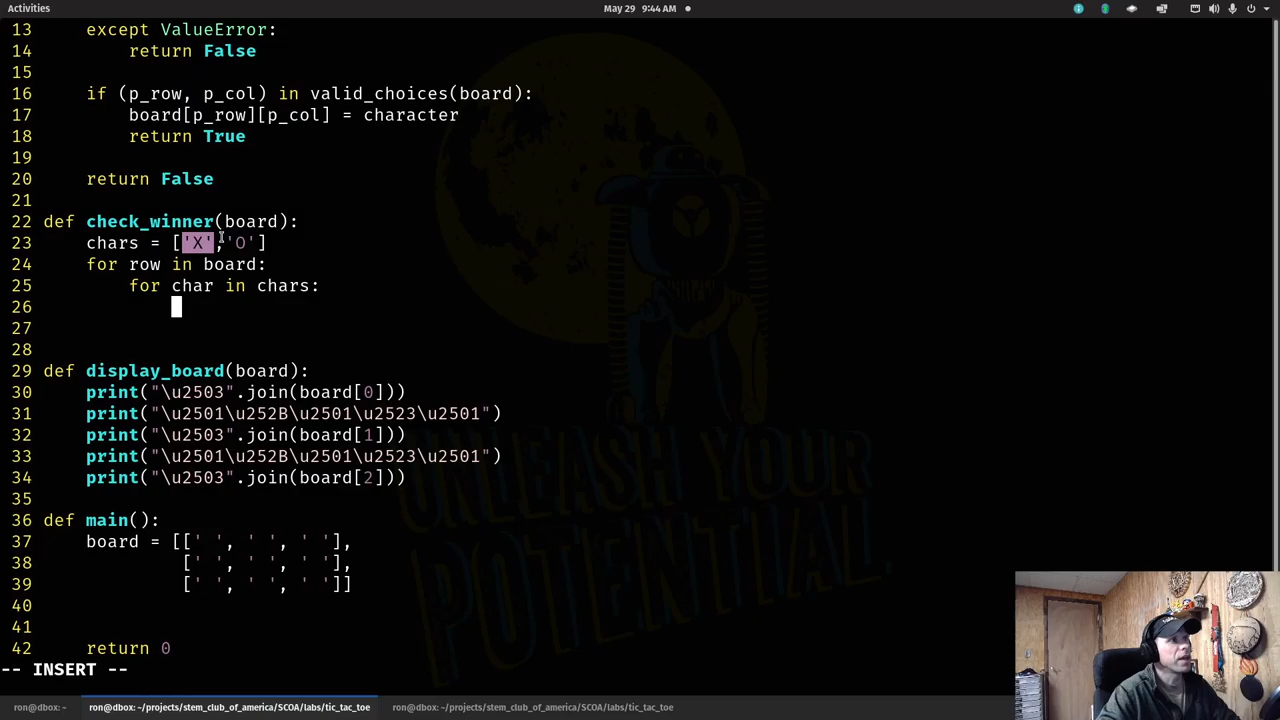 Activities
May 29 9:44 AM
13 except ValueError:
14 return False
15
16 if (p_row, p_col) in valid_choices(board):
17 board[p_row][p_col] = character
18 return True
19
20 return False
21
22 def check_winner(board):
23 chars = ['X','O']
24 for row in board:
25 for char in chars:
26
27
28
29 def display_board(board):
30 print("\u2503".join(board[0]))
31 print("\u2501\u252B\u2501\u2523\u2501")
32 print("\u2503".join(board[1]))
33 print("\u2501\u252B\u2501\u2523\u2501")
34 print("\u2503".join(board[2]))
35
36 def main():
37 board = [[' ', ' ', ' '],
38 [' ', ' ', ' '],
39 [' ', ' ', ' ']]
40
41
42 return 0
UNLEASH YOUR
POTENTIAL
-- INSERT --
ron@dbox: ~
ron@dbox: ~/projects/stem_club_of_america/SCOA/labs/tic_tac_toe
ron@dbox: ~/projects/stem_club_of_america/SCOA/labs/tic_tac_toe